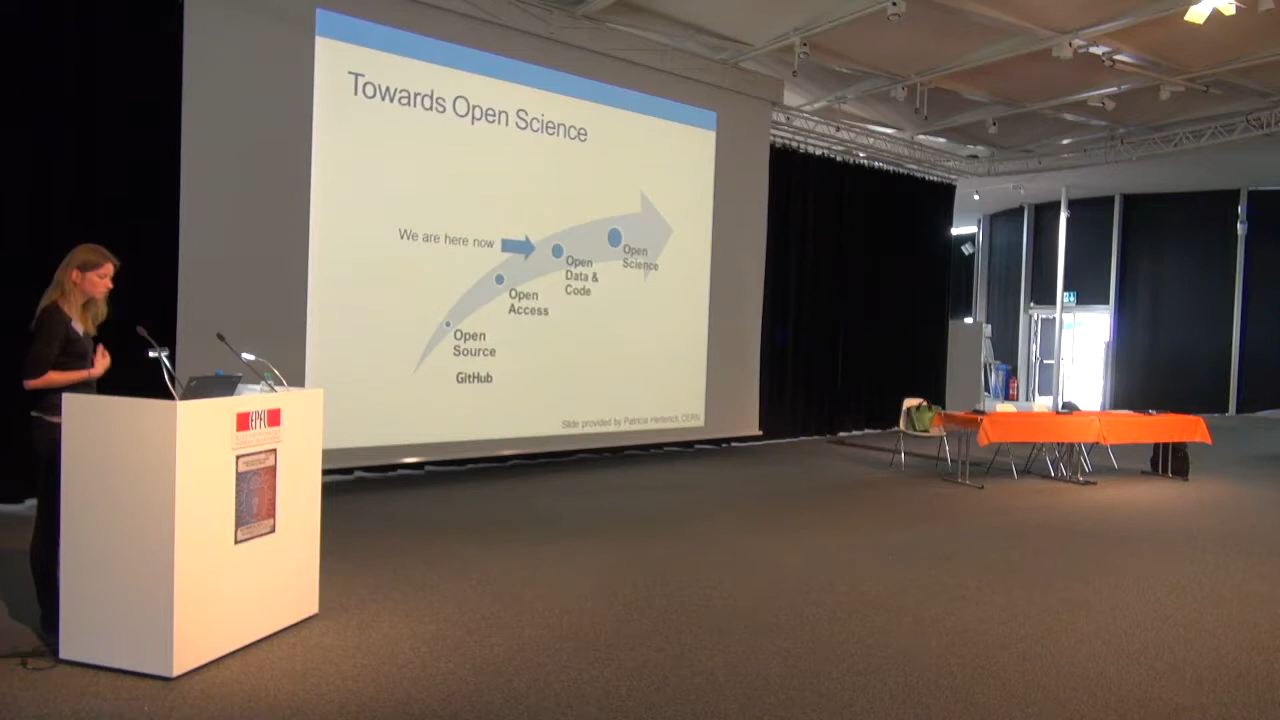 Towards Open Science
We are here now
Open
Science
Open
Data &
Code
Open
Access
Open
Source
GitHub
Slide provided by Patricia Herterich, CERN
EPFL